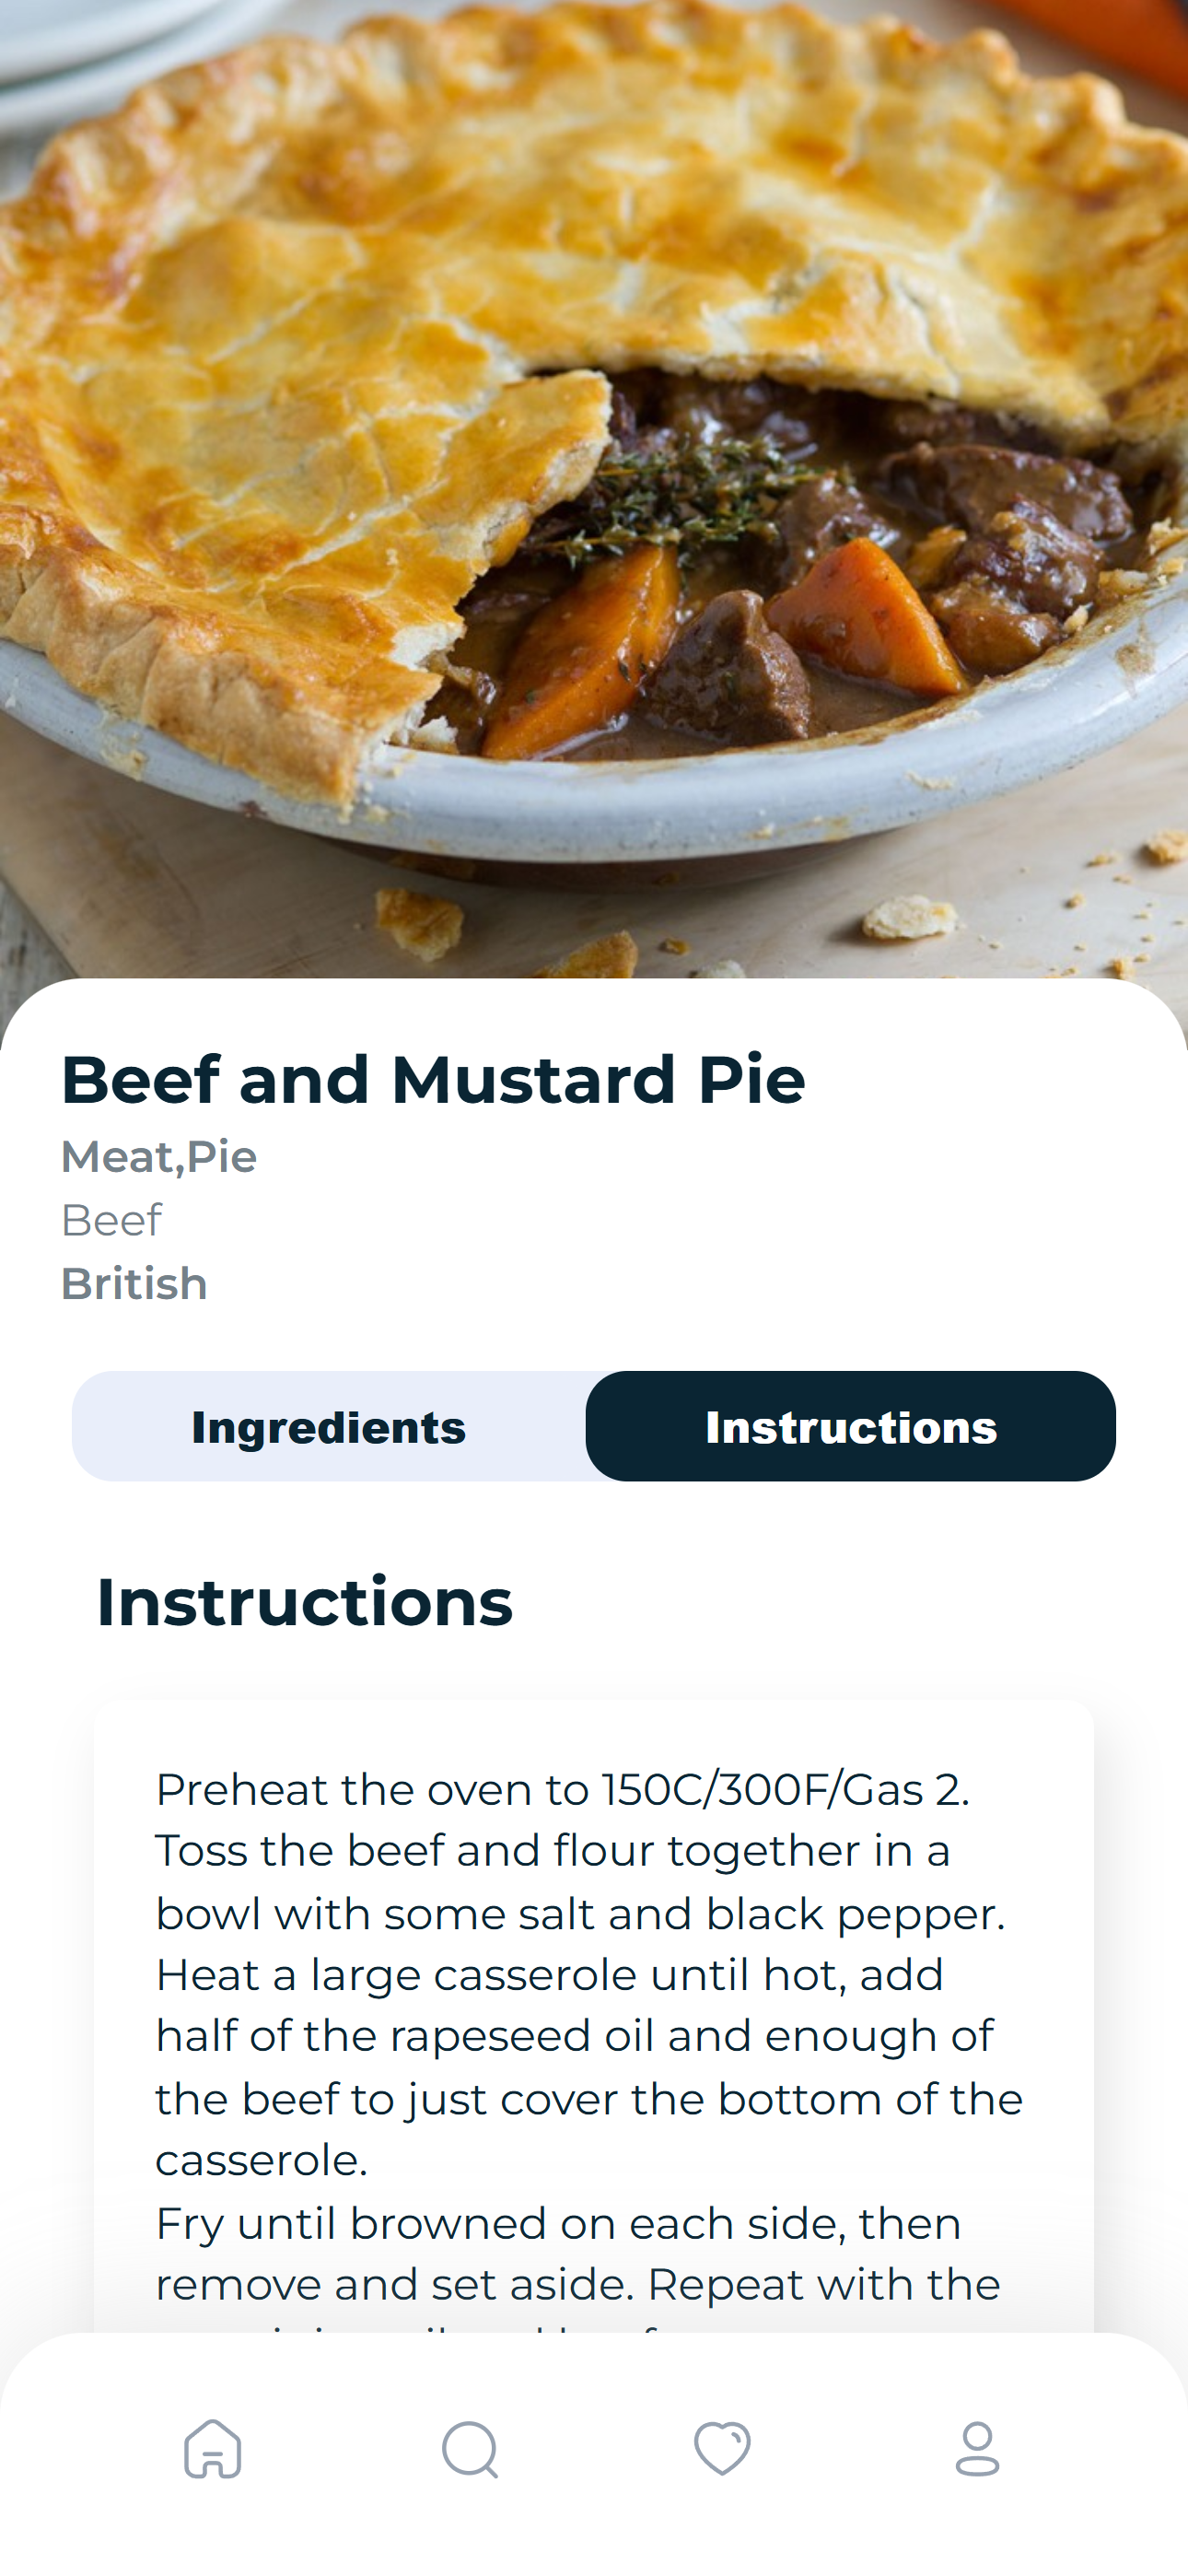 Beef and Mustard Pie
Meat,Pie
Beef
British
Ingredients
Instructions
Instructions
Preheat the oven to 150C/300F/Gas 2.
Toss the beef and flour together in a
bowl with some salt and black pepper.
Heat a large casserole until hot, add
half of the rapeseed oil and enough of
the beef to just cover the bottom of the
casserole.
Fry until browned on each side, then
remove and set aside. Repeat with the